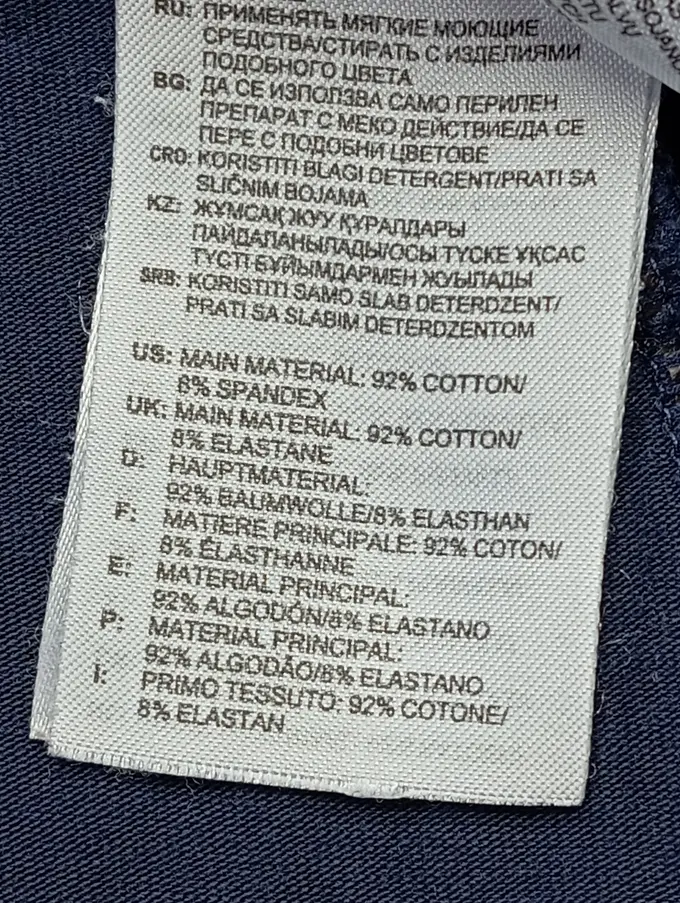 RU: ПРИМЕНЯТЬ МЯГКИЕ МОЮЩИЕ
СРЕДСТВА/СТИРАТЬ С ИЗДЕЛИЯМИ
ПОДОБНОГО ЦВЕТА
BG: ДА СЕ ИЗПОЛЗВА САМО ПЕРИЛЕН
ПРЕПАРАТ С МЕКО ДЕЙСТВИЕ/ДА СЕ
ПЕРЕ С ПОДОБНИ ЦВЕТОВЕ
CRO: KORISTITI BLAGI DETERGENT/PRATI SA
SLIČNIM BOJAMA
KZ: ЖҰМСАҚ ЖУУ ҚҰРАЛДАРЫ
ПАЙДАЛАНЫЛАДЫ/ОСЫ ТҮСКЕ ҰҚСАС
ТҮСТІ БҰЙЫМДАРМЕН ЖУЫЛАДЫ
SRB: KORISTITI SAMO SLAB DETERDZENT/
PRATI SA SLABIM DETERDZENTOM
US: MAIN MATERIAL: 92% COTTON/
8% SPANDEX
UK: MAIN MATERIAL: 92% COTTON/
8% ELASTANE
D: HAUPTMATERIAL:
92% BAUMWOLLE/8% ELASTHAN
F: MATIÈRE PRINCIPALE: 92% COTON/
8% ÉLASTHANNE
E: MATERIAL PRINCIPAL:
92% ALGODÓN/8% ELASTANO
P: MATERIAL PRINCIPAL:
92% ALGODÃO/8% ELASTANO
I: PRIMO TESSUTO: 92% COTONE/
8% ELASTAN